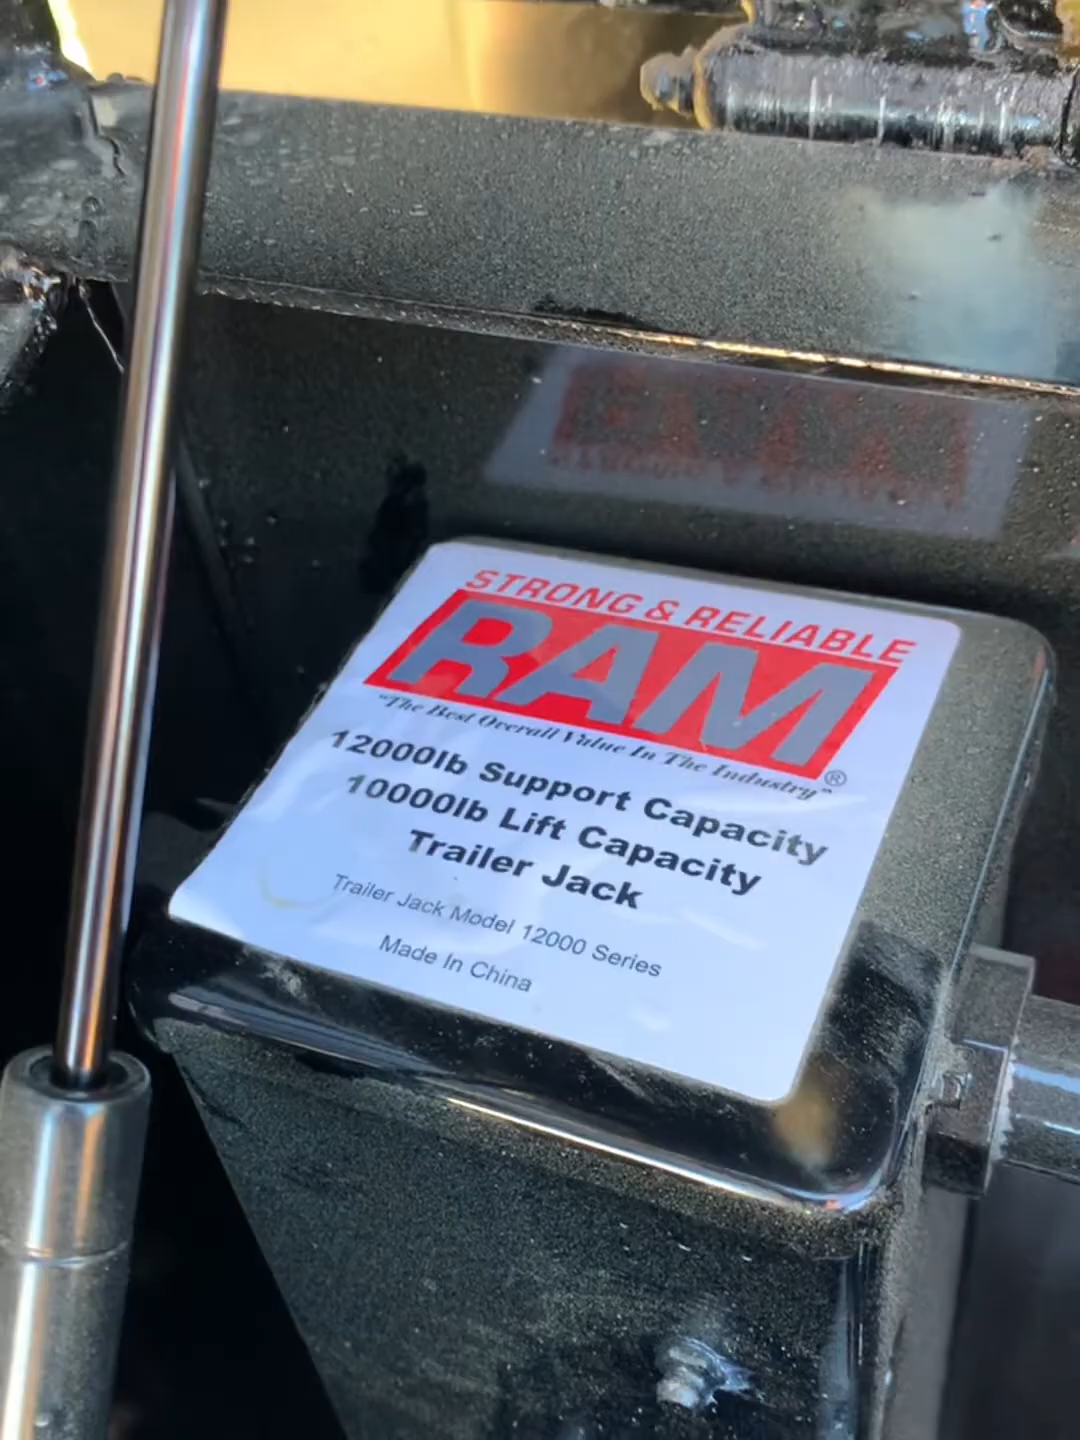 STRONG & RELIABLE
RAM®
"The Best Overall Value In The Industry"
12000lb Support Capacity
10000lb Lift Capacity
Trailer Jack
Trailer Jack Model 12000 Series
Made In China